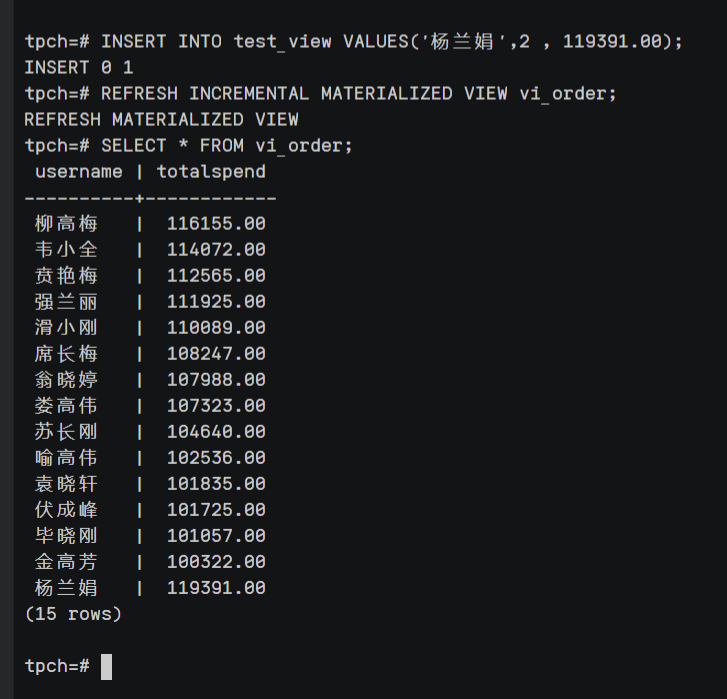 tpch=# INSERT INTO test_view VALUES('杨兰娟',2 , 119391.00);
INSERT 0 1
tpch=# REFRESH INCREMENTAL MATERIALIZED VIEW vi_order;
REFRESH MATERIALIZED VIEW
tpch=# SELECT * FROM vi_order;
 username | totalspend
----------+------------
 柳高梅   |  116155.00
 韦小全   |  114072.00
 贲艳梅   |  112565.00
 强兰丽   |  111925.00
 滑小刚   |  110089.00
 席长梅   |  108247.00
 翁晓婷   |  107988.00
 娄高伟   |  107323.00
 苏长刚   |  104640.00
 喻高伟   |  102536.00
 袁晓轩   |  101835.00
 伏成峰   |  101725.00
 毕晓刚   |  101057.00
 金高芳   |  100322.00
 杨兰娟   |  119391.00
(15 rows)
tpch=#